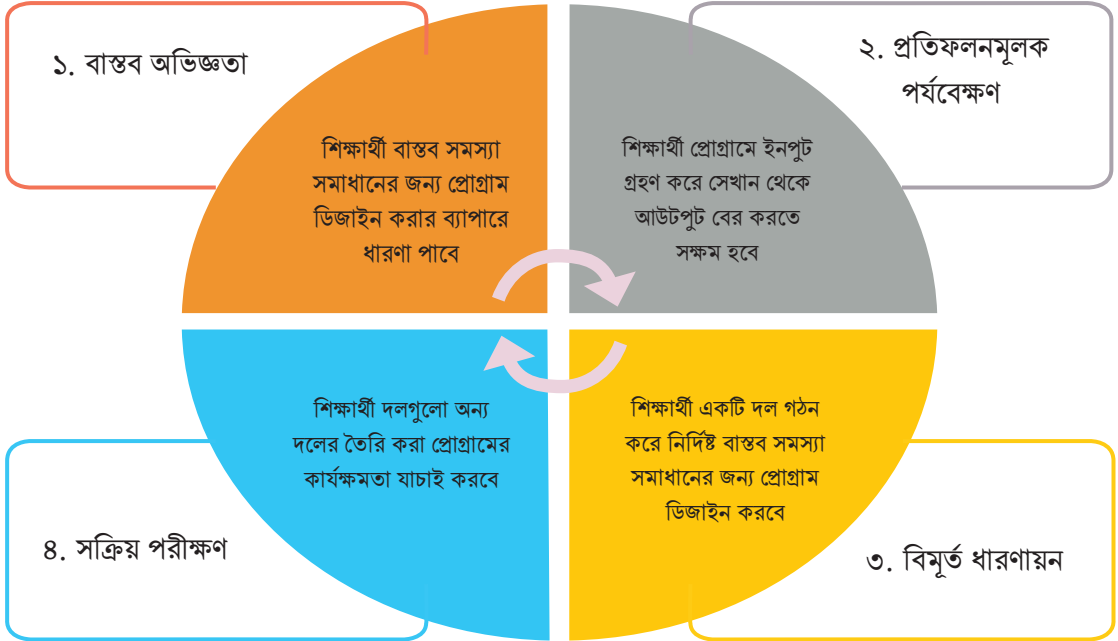 ১. বাস্তব অভিজ্ঞতা
শিক্ষার্থী বাস্তব সমস্যা
সমাধানের জন্য প্রোগ্রাম
ডিজাইন করার ব্যাপারে
ধারণা পাবে
২. প্রতিফলনমূলক
পর্যবেক্ষণ
শিক্ষার্থী প্রোগ্রামে ইনপুট
গ্রহণ করে সেখান থেকে
আউটপুট বের করতে
সক্ষম হবে
শিক্ষার্থী একটি দল গঠন
করে নির্দিষ্ট বাস্তব সমস্যা
সমাধানের জন্য প্রোগ্রাম
ডিজাইন করবে
৩. বিমূর্ত ধারণায়ন
শিক্ষার্থী দলগুলো অন্য
দলের তৈরি করা প্রোগ্রামের
কার্যক্ষমতা যাচাই করবে
৪. সক্রিয় পরীক্ষণ